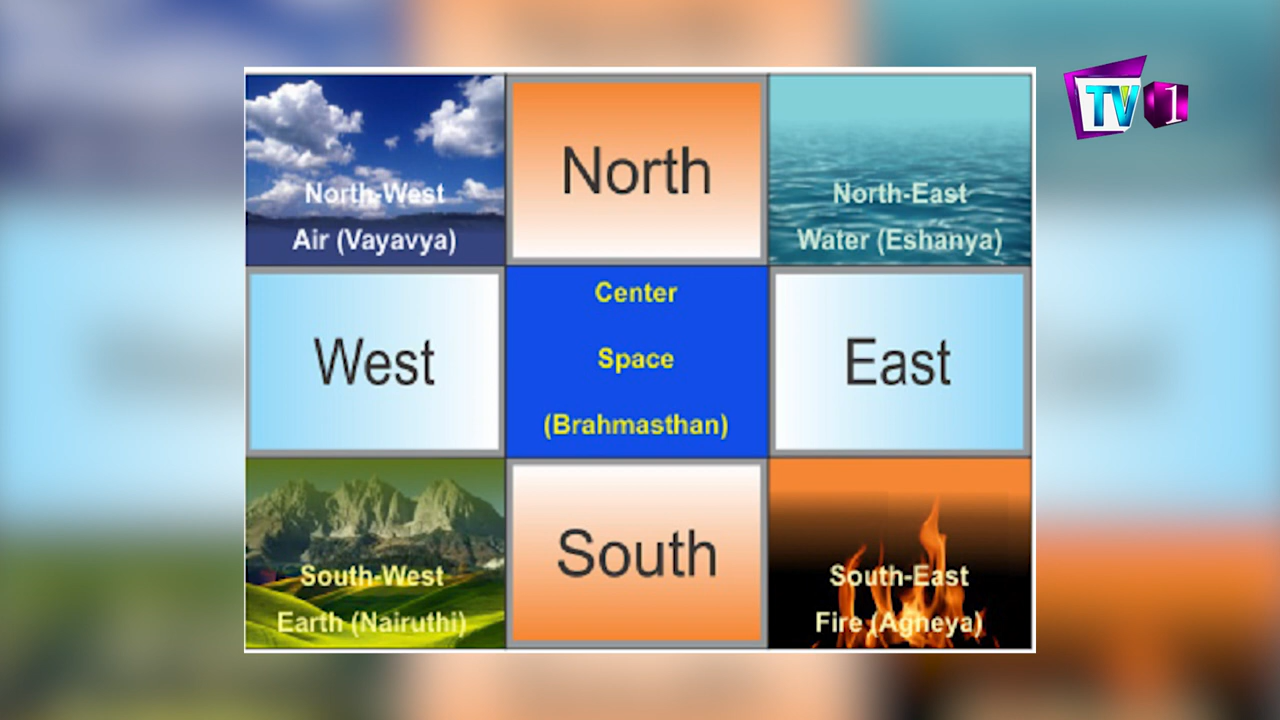 TV 1
North-West
Air (Vayavya)
North
North-East
Water (Eshanya)
West
Center
Space
(Brahmasthan)
East
South-West
Earth (Nairuthi)
South
South-East
Fire (Agheya)